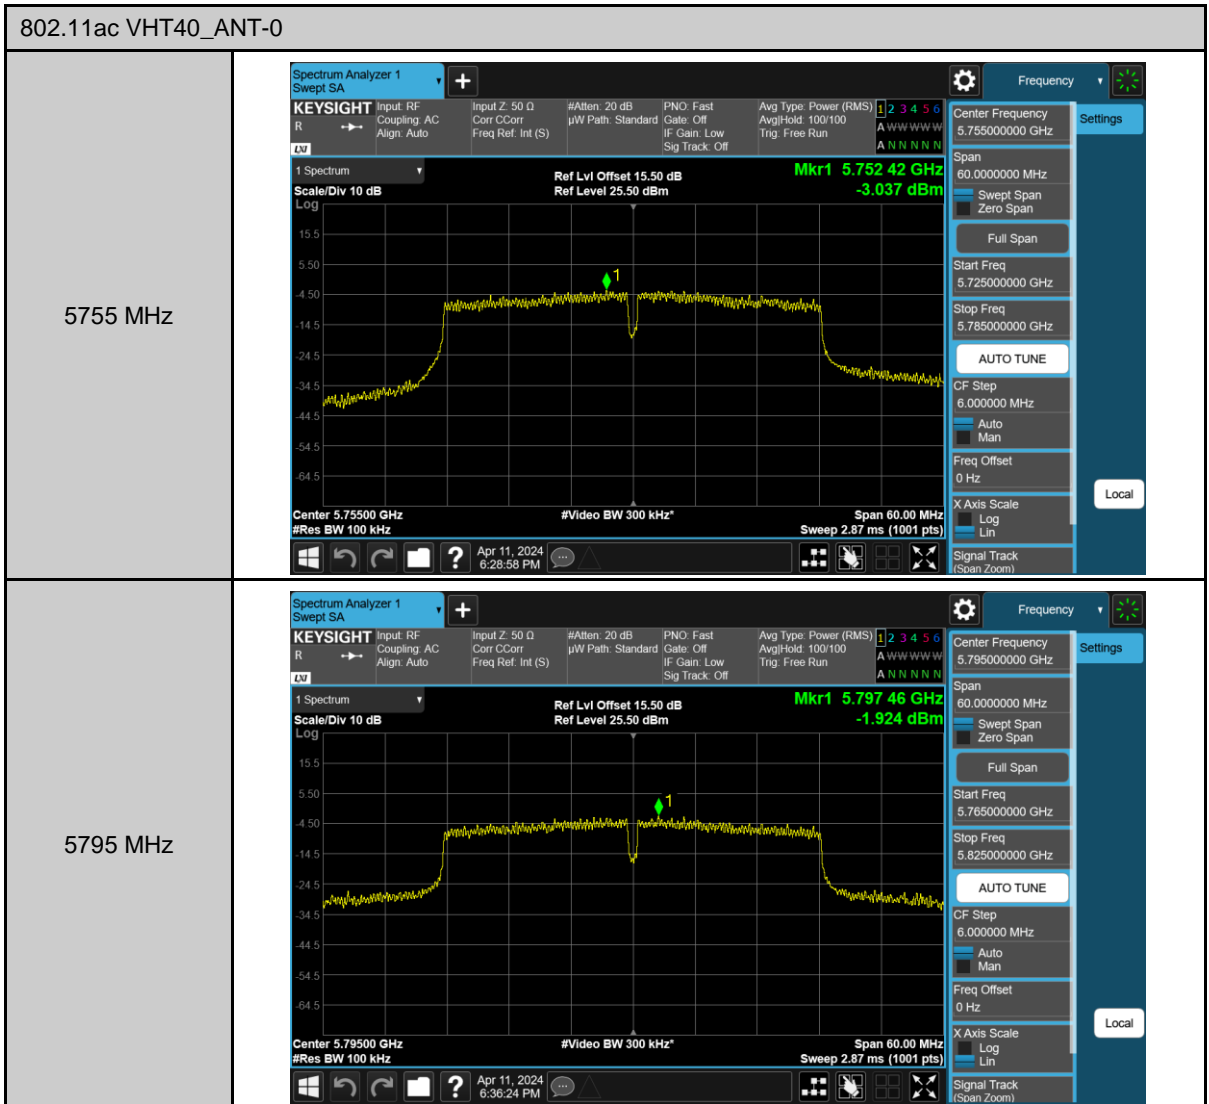 802.11ac VHT40_ANT-0
5755 MHz
Spectrum Analyzer 1
Swept SA
Frequency
KEYSIGHT
R
LXI
Input: RF
Coupling: AC
Align: Auto
Input Z: 50 Ω
Corr CCorr
Freq Ref: Int (S)
#Atten: 20 dB
µW Path: Standard
PNO: Fast
Gate: Off
IF Gain: Low
Sig Track: Off
Avg Type: Power (RMS)
Avg|Hold: 100/100
Trig: Free Run
1 2 3 4 5 6
A W W W W W
A N N N N N
1 Spectrum
Scale/Div 10 dB
Ref Lvl Offset 15.50 dB
Ref Level 25.50 dBm
Mkr1 5.752 42 GHz
-3.037 dBm
Log
15.5
5.50
-4.50
-14.5
-24.5
-34.5
-44.5
-54.5
-64.5
1
Center 5.75500 GHz
#Res BW 100 kHz
#Video BW 300 kHz*
Span 60.00 MHz
Sweep 2.87 ms (1001 pts)
Apr 11, 2024
6:28:58 PM
Center Frequency
5.755000000 GHz
Span
60.0000000 MHz
Swept Span
Zero Span
Full Span
Start Freq
5.725000000 GHz
Stop Freq
5.785000000 GHz
AUTO TUNE
CF Step
6.000000 MHz
Auto
Man
Freq Offset
0 Hz
X Axis Scale
Log
Lin
Signal Track
(Span Zoom)
Settings
Local
5795 MHz
Spectrum Analyzer 1
Swept SA
Frequency
KEYSIGHT
R
LXI
Input: RF
Coupling: AC
Align: Auto
Input Z: 50 Ω
Corr CCorr
Freq Ref: Int (S)
#Atten: 20 dB
µW Path: Standard
PNO: Fast
Gate: Off
IF Gain: Low
Sig Track: Off
Avg Type: Power (RMS)
Avg|Hold: 100/100
Trig: Free Run
1 2 3 4 5 6
A W W W W W
A N N N N N
1 Spectrum
Scale/Div 10 dB
Ref Lvl Offset 15.50 dB
Ref Level 25.50 dBm
Mkr1 5.797 46 GHz
-1.924 dBm
Log
15.5
5.50
-4.50
-14.5
-24.5
-34.5
-44.5
-54.5
-64.5
1
Center 5.79500 GHz
#Res BW 100 kHz
#Video BW 300 kHz*
Span 60.00 MHz
Sweep 2.87 ms (1001 pts)
Apr 11, 2024
6:36:24 PM
Center Frequency
5.795000000 GHz
Span
60.0000000 MHz
Swept Span
Zero Span
Full Span
Start Freq
5.765000000 GHz
Stop Freq
5.825000000 GHz
AUTO TUNE
CF Step
6.000000 MHz
Auto
Man
Freq Offset
0 Hz
X Axis Scale
Log
Lin
Signal Track
(Span Zoom)
Settings
Local